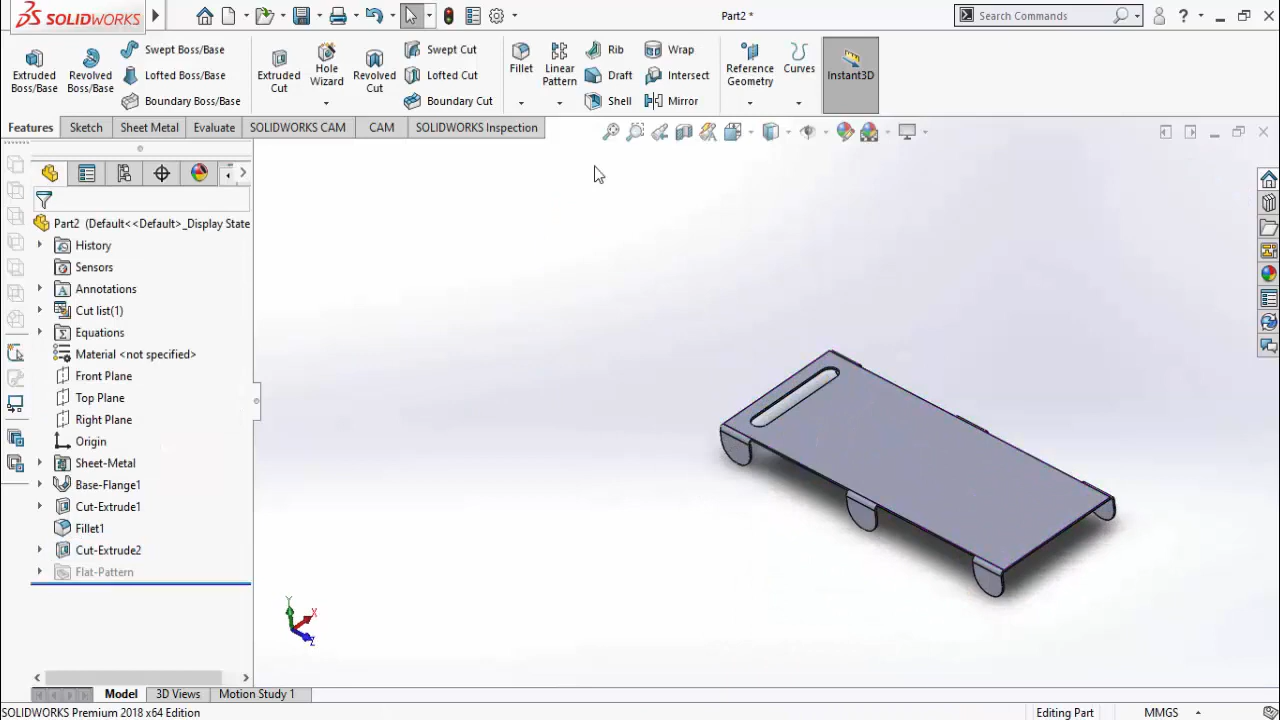 SOLIDWORKS
Part2 *
Search Commands
?
Extruded Boss/Base
Revolved Boss/Base
Swept Boss/Base
Lofted Boss/Base
Boundary Boss/Base
Extruded Cut
Hole Wizard
Revolved Cut
Swept Cut
Lofted Cut
Boundary Cut
Fillet
Linear Pattern
Rib
Draft
Shell
Wrap
Intersect
Mirror
Reference Geometry
Curves
Instant3D
Features
Sketch
Sheet Metal
Evaluate
SOLIDWORKS CAM
CAM
SOLIDWORKS Inspection
Part2 (Default<<Default>_Display State
History
Sensors
Annotations
Cut list(1)
Equations
Material <not specified>
Front Plane
Top Plane
Right Plane
Origin
Sheet-Metal
Base-Flange1
Cut-Extrude1
Fillet1
Cut-Extrude2
Flat-Pattern
Y
X
Z
Model
3D Views
Motion Study 1
SOLIDWORKS Premium 2018 x64 Edition
Editing Part
MMGS